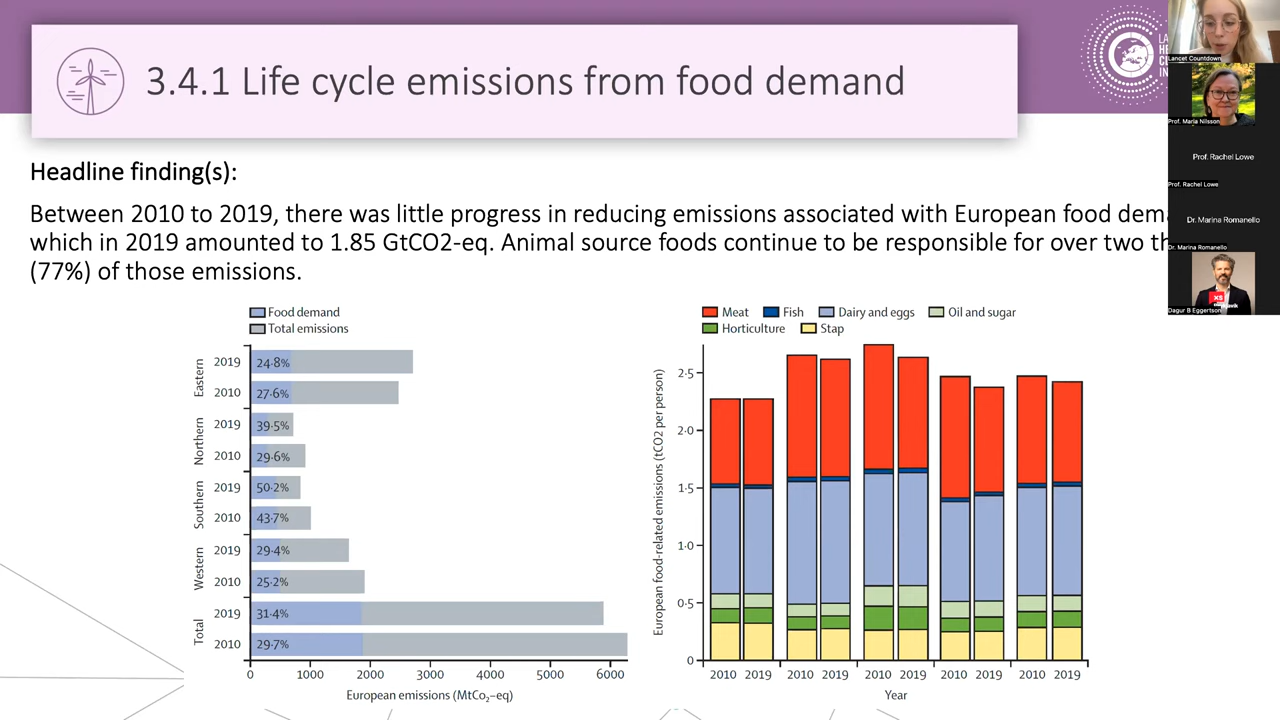 3.4.1 Life cycle emissions from food demand
Lancet Countdown
Prof. Maria Nilsson
Prof. Rachel Lowe
Prof. Rachel Lowe
Dr. Marina Romanello
Dr. Marina Romanello
Dagur B Eggertson
Headline finding(s):
Between 2010 to 2019, there was little progress in reducing emissions associated with European food
which in 2019 amounted to 1.85 GtCO2-eq. Animal source foods continue to be responsible for over two
(77%) of those emissions.
Food demand
Total emissions
Eastern
2019 24·8%
2010 27·6%
Northern
2019 39·5%
2010 29·6%
Southern
2019 50·2%
2010 43·7%
Western
2019 29·4%
2010 25·2%
Total
2019 31·4%
2010 29·7%
0 1000 2000 3000 4000 5000 6000
European emissions (MtCo₂–eq)
Meat Fish Dairy and eggs Oil and sugar
Horticulture Stap
European food-related emissions (tCO2 per person)
2·5
2·0
1·5
1·0
0·5
0
2010 2019 2010 2019 2010 2019 2010 2019 2010 2019
Year